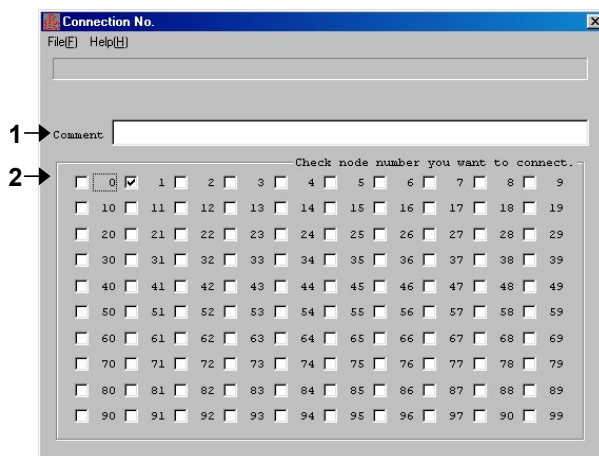 Connection No.
File(F) Help(H)
1 Comment
Check node number you want to connect.
2 0 1 2 3 4 5 6 7 8 9
10 11 12 13 14 15 16 17 18 19
20 21 22 23 24 25 26 27 28 29
30 31 32 33 34 35 36 37 38 39
40 41 42 43 44 45 46 47 48 49
50 51 52 53 54 55 56 57 58 59
60 61 62 63 64 65 66 67 68 69
70 71 72 73 74 75 76 77 78 79
80 81 82 83 84 85 86 87 88 89
90 91 92 93 94 95 96 97 90 99